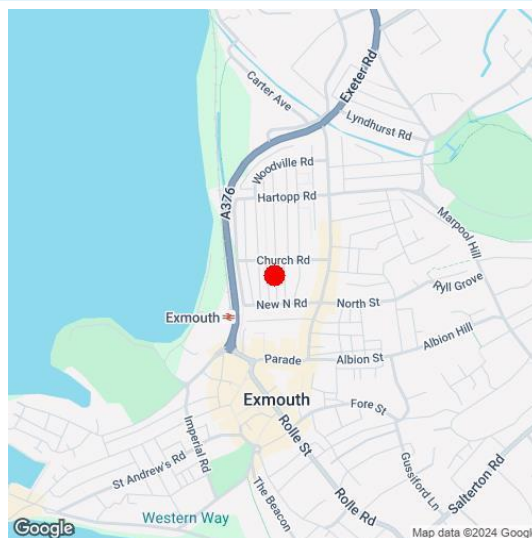 Carter Ave
Exeter Rd
Lyndhurst Rd
Woodville Rd
A376
Hartopp Rd
Marpool Hill
Church Rd
Ryll Grove
New N Rd
North St
Exmouth
Albion Hill
Parade
Albion St
Exmouth
Fore St
Imperial Rd
Rolle St
Gussiford Ln
St Andrew's Rd
Salterton Rd
The Beacon
Rolle Rd
Western Way
Google
Map data ©2024 Googl